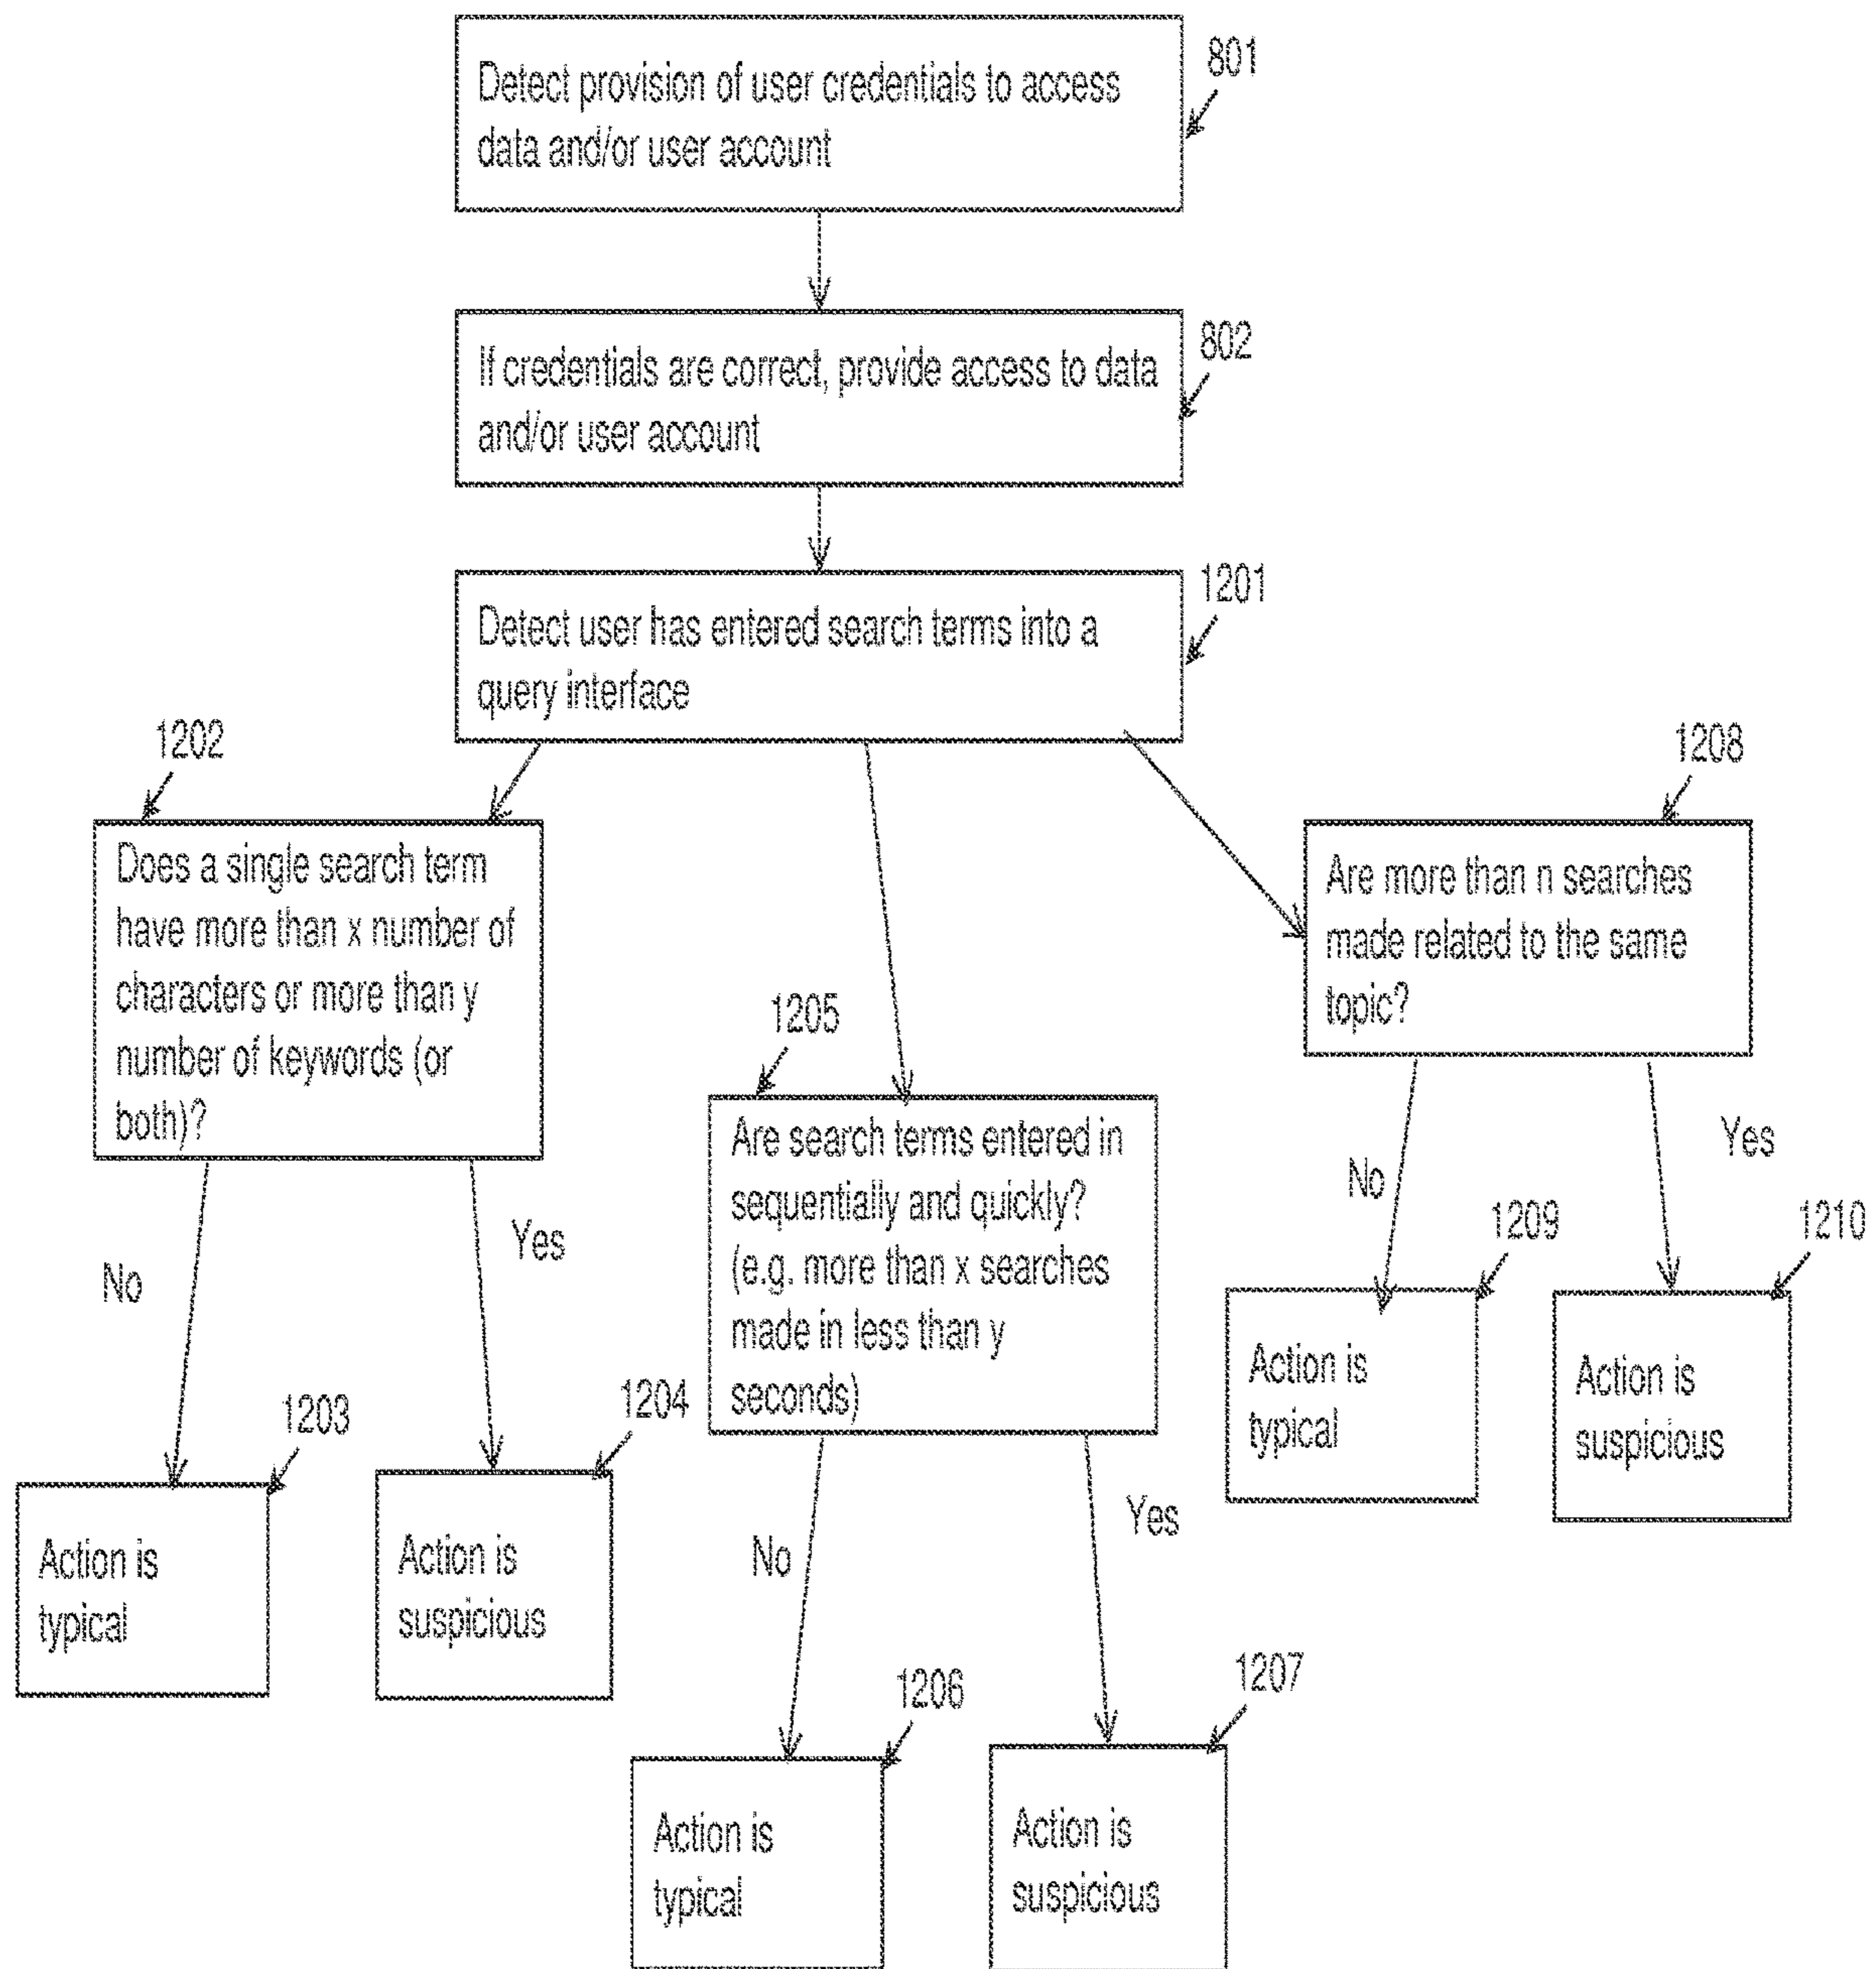 801
Detect provision of user credentials to access
data and/or user account
802
If credentials are correct, provide access to data
and/or user account
1201
Detect user has entered search terms into a
query interface
1202
Does a single search term
have more than x number of
characters or more than y
number of keywords (or
both)?
No
Yes
1203
Action is
typical
1204
Action is
suspicious
1205
Are search terms entered in
sequentially and quickly?
(e.g. more than x searches
made in less than y
seconds)
No
Yes
1206
Action is
typical
1207
Action is
suspicious
1208
Are more than n searches
made related to the same
topic?
No
Yes
1209
Action is
typical
1210
Action is
suspicious